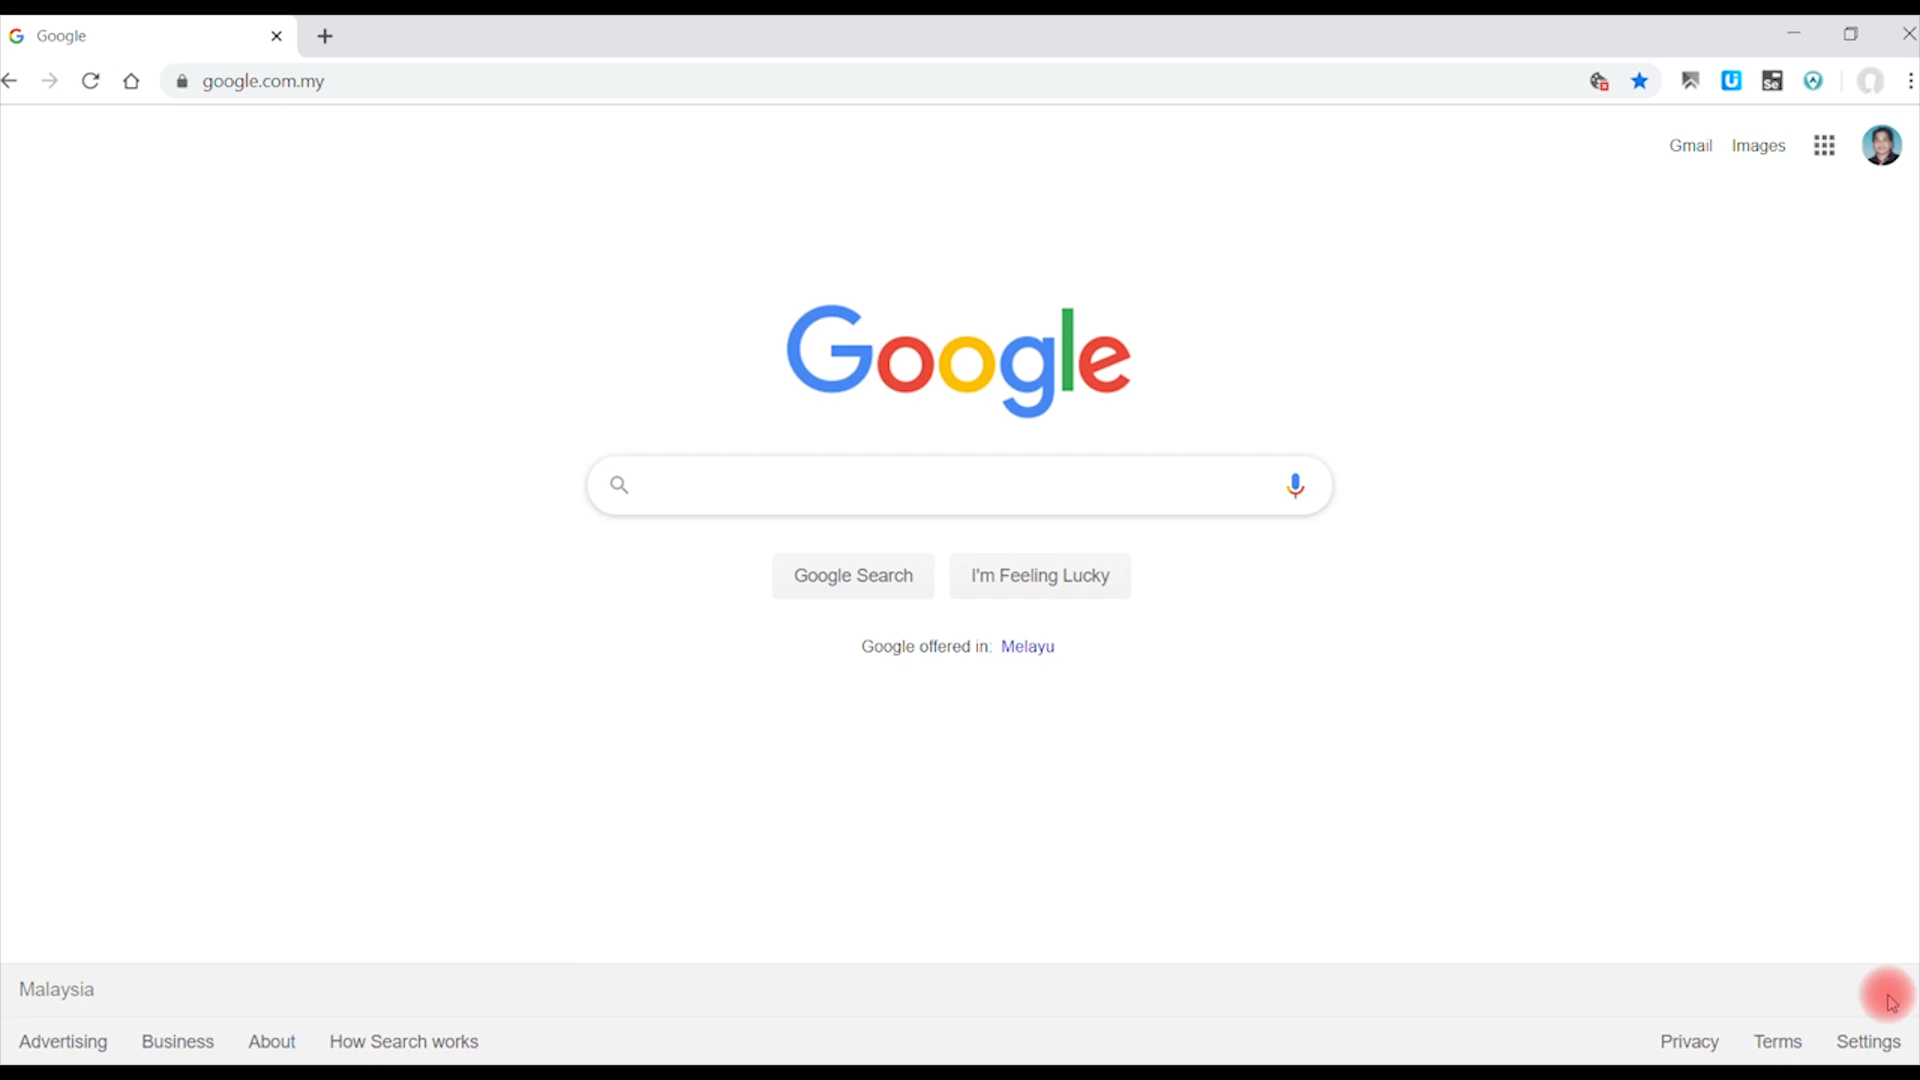 Google
google.com.my
Gmail Images
Google
Google Search I'm Feeling Lucky
Google offered in: Melayu
Malaysia
Advertising Business About How Search works Privacy Terms Settings